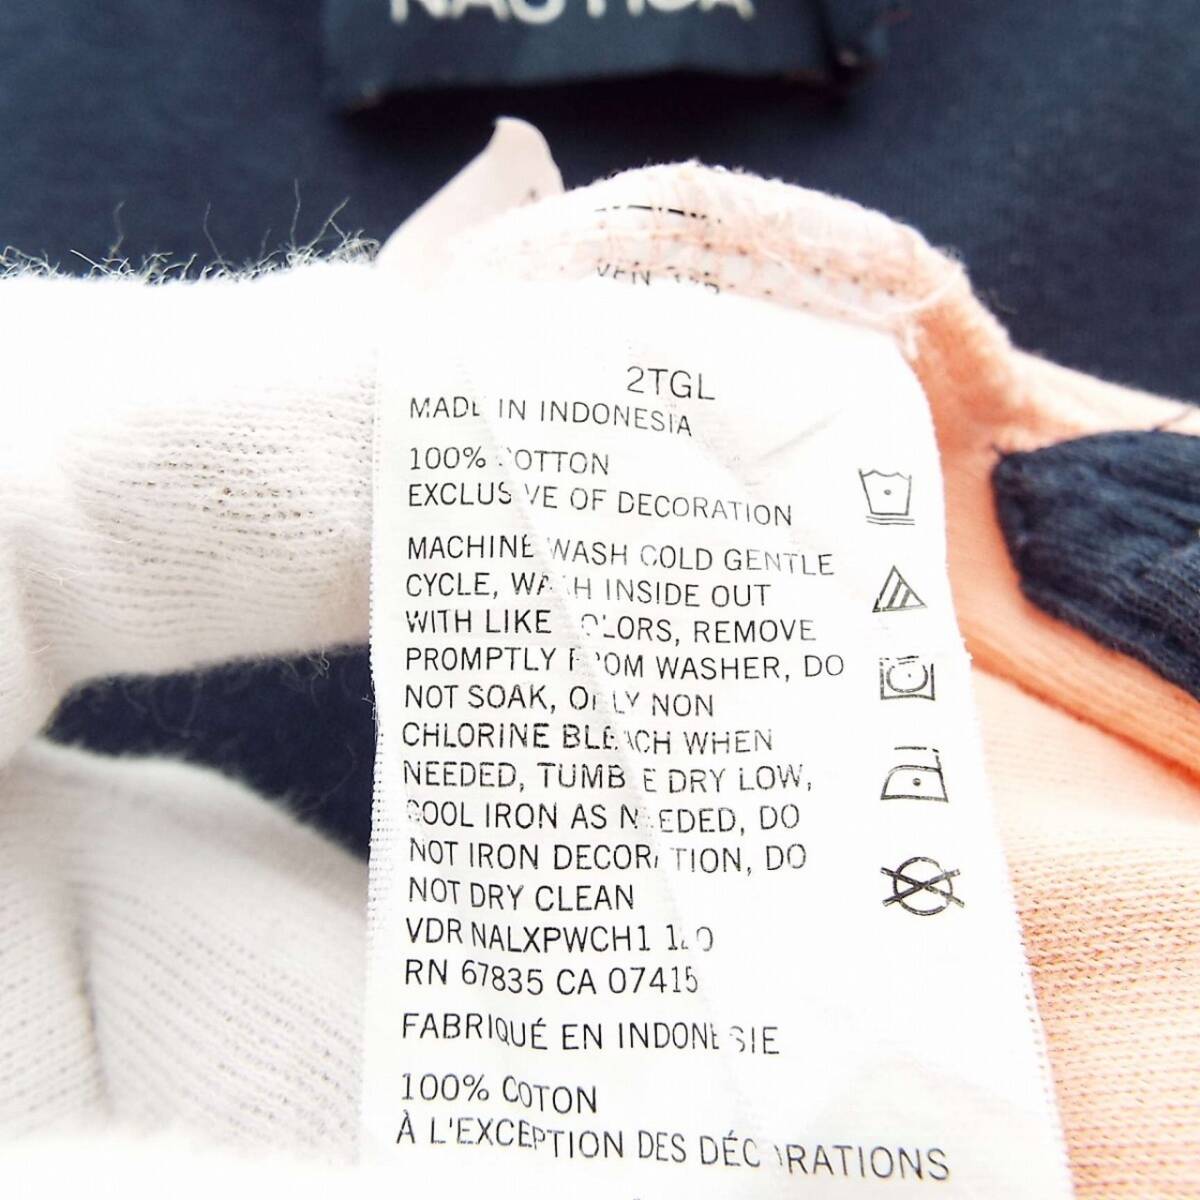 NAUTICA
2TGL
MADE IN INDONESIA
100% COTTON
EXCLUSIVE OF DECORATION
MACHINE WASH COLD GENTLE
CYCLE, WASH INSIDE OUT
WITH LIKE COLORS, REMOVE
PROMPTLY FROM WASHER, DO
NOT SOAK, ONLY NON
CHLORINE BLEACH WHEN
NEEDED, TUMBLE DRY LOW,
COOL IRON AS NEEDED, DO
NOT IRON DECORATION, DO
NOT DRY CLEAN
VDR NALXPWCH1
RN 67835 CA 07415
FABRIQUÉ EN INDONESIE
100% COTON
À L'EXCEPTION DES DÉCORATIONS